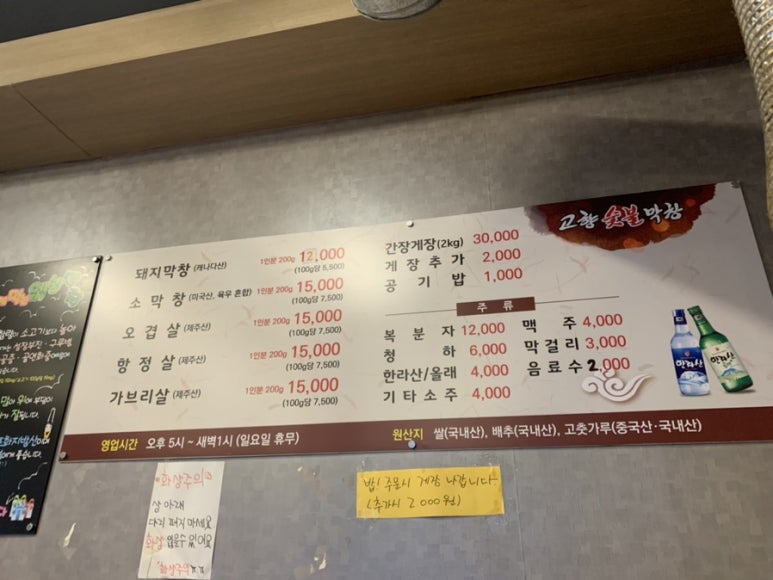 고향 숯불 막창
돼지막창 (캐나다산) 1인분 200g 12,000
(100g당 5,500)
소막창 (미국산, 육우 혼합) 1인분 200g 15,000
(100g당 7,500)
오겹살 (제주산) 1인분 200g 15,000
(100g당 7,500)
항정살 (제주산) 1인분 200g 15,000
(100g당 7,500)
가브리살 (제주산) 1인분 200g 15,000
(100g당 7,500)
간장게장(2kg) 30,000
게장추가 2,000
공기밥 1,000
주류
복분자 12,000 맥주 4,000
청하 6,000 막걸리 3,000
한라산/올래 4,000 음료수 2,000
기타소주 4,000
한라산 한라산
영업시간 오후 5시 ~ 새벽1시 (일요일 휴무)
원산지 쌀(국내산), 배추(국내산), 고춧가루(중국산·국내산)
화상주의
상 아래
다리 펴지 마세요
화상 입을수 있어요
화상주의
밥! 주문시 게장 나갑니다
(추가시 2000원)